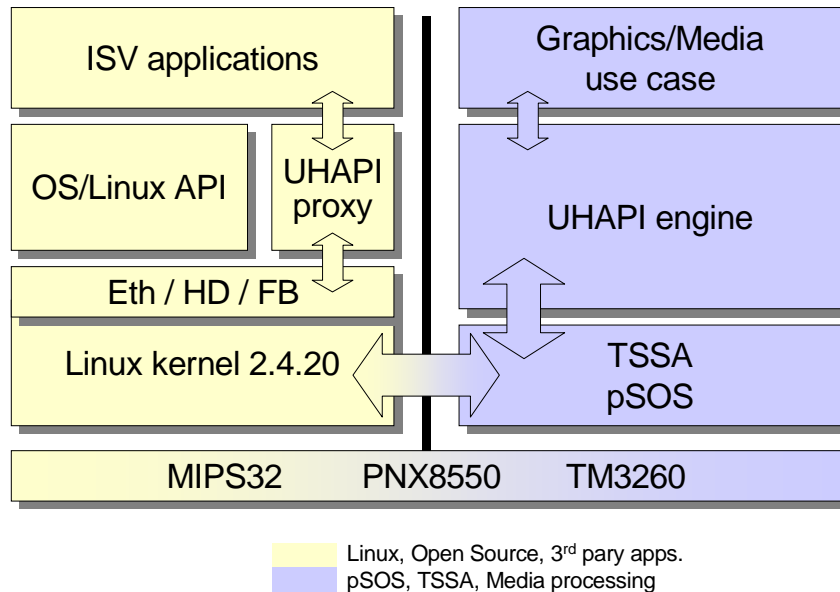 ISV applications
Graphics/Media
use case
OS/Linux API
UHAPI
proxy
UHAPI engine
Eth / HD / FB
Linux kernel 2.4.20
TSSA
pSOS
MIPS32 PNX8550 TM3260
Linux, Open Source, 3rd pary apps.
pSOS, TSSA, Media processing